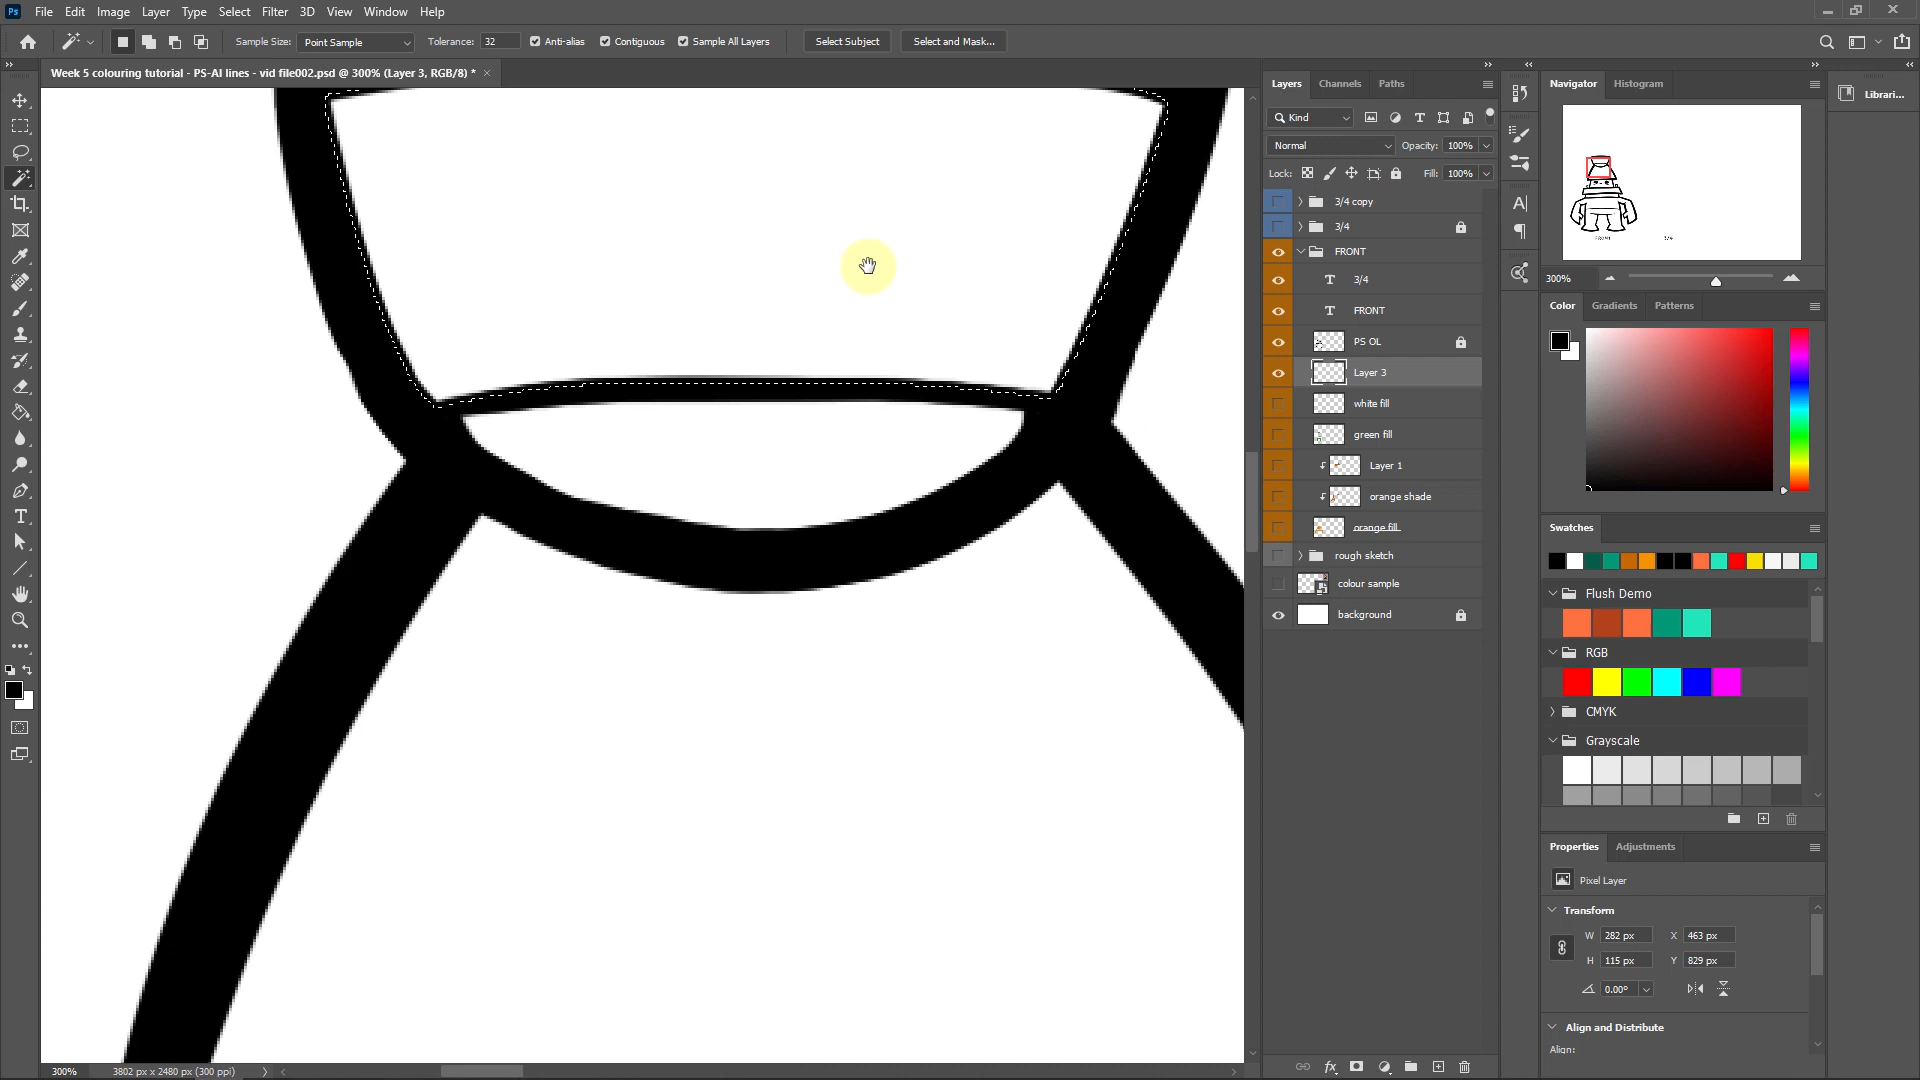 Ps File Edit Image Layer Type Select Filter 3D View Window Help
Sample Size: Point Sample Tolerance: 32 Anti-alias Contiguous Sample All Layers Select Subject Select and Mask...
Week 5 colouring tutorial - PS-AI lines - vid file002.psd @ 300% (Layer 3, RGB/8) *
Layers Channels Paths
Kind
Normal Opacity: 100%
Lock: Fill: 100%
3/4 copy
3/4
FRONT
3/4
FRONT
PS OL
Layer 3
white fill
green fill
Layer 1
orange shade
orange fill
rough sketch
colour sample
background
Navigator Histogram
FRONT 3/4
300%
Color Gradients Patterns
Swatches
Flush Demo
RGB
CMYK
Grayscale
Properties Adjustments
Pixel Layer
Transform
W 282 px X 463 px
H 115 px Y 829 px
0.00°
Align and Distribute
Align:
Librari...
300% 3802 px x 2480 px (300 ppi)